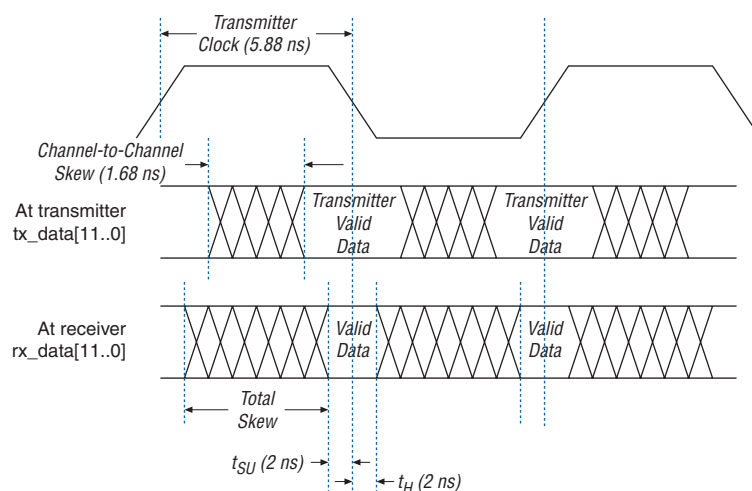 Transmitter
Clock (5.88 ns)
Channel-to-Channel
Skew (1.68 ns)
At transmitter
tx_data[11..0]
Transmitter
Valid
Data
Transmitter
Valid
Data
At receiver
rx_data[11..0]
Valid
Data
Valid
Data
Total
Skew
tSU (2 ns)
tH (2 ns)